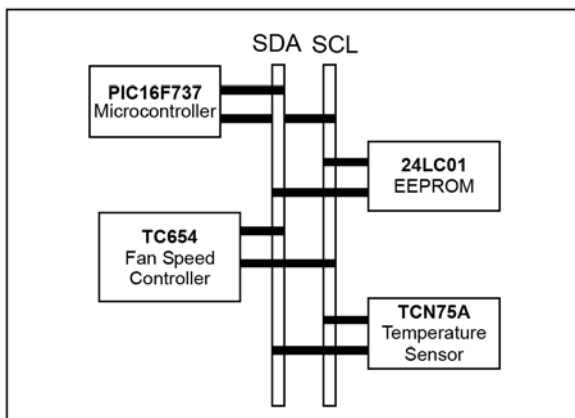 SDA SCL
PIC16F737
Microcontroller
24LC01
EEPROM
TC654
Fan Speed
Controller
TCN75A
Temperature
Sensor